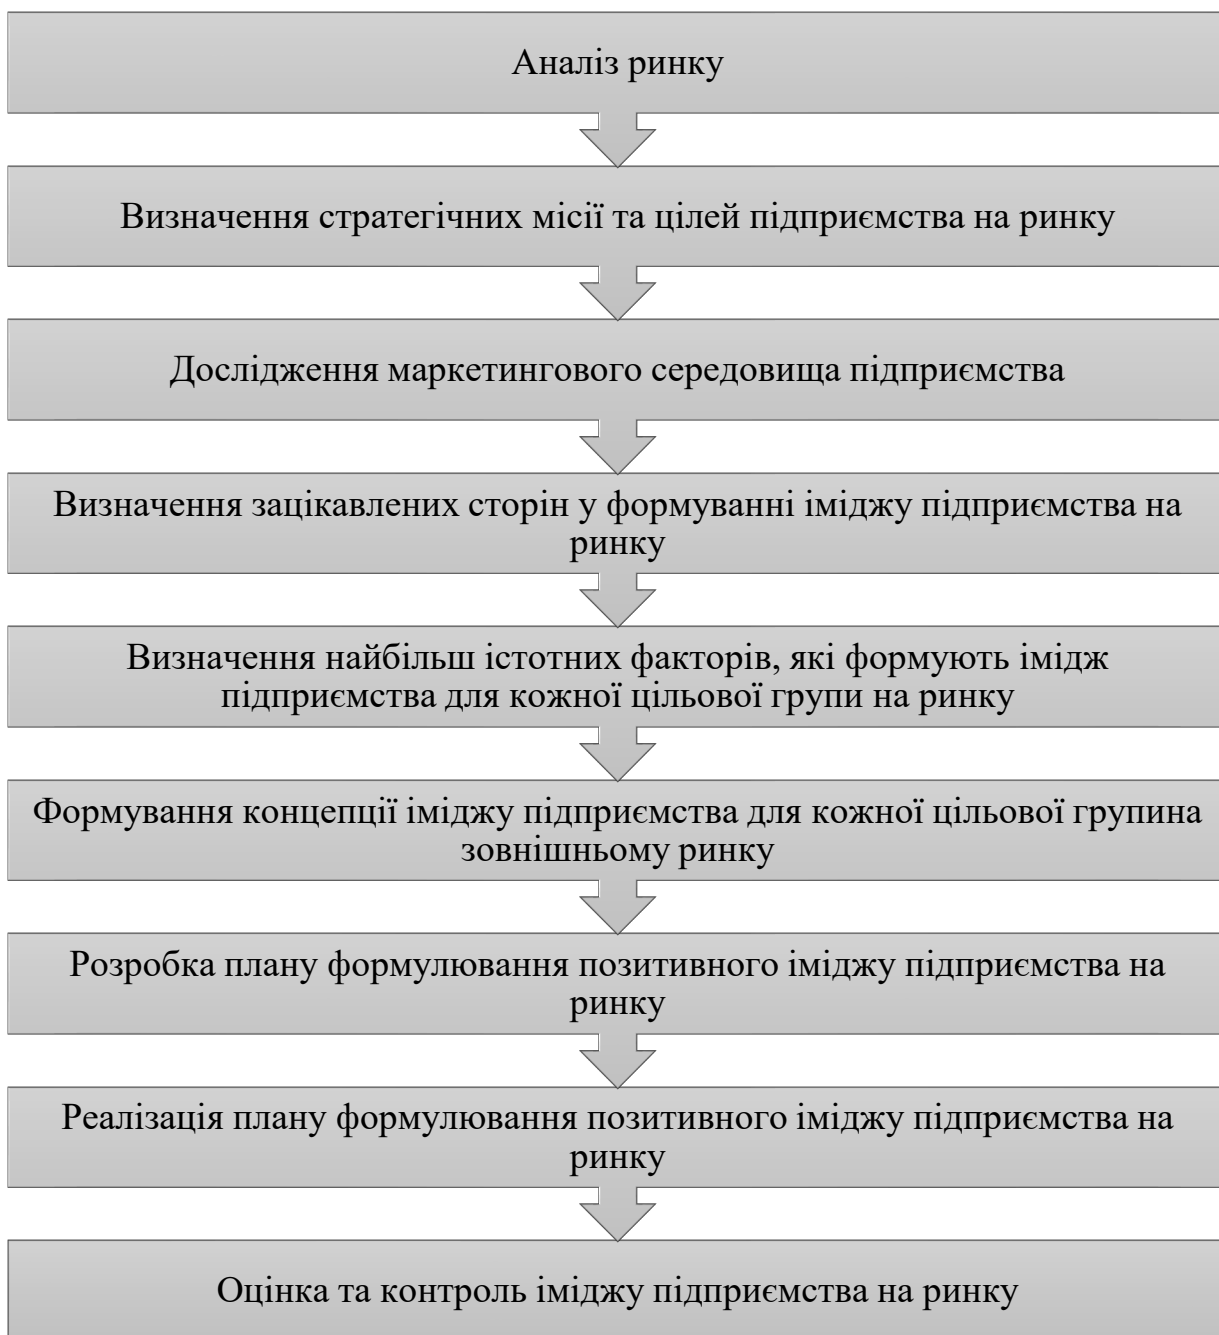 Аналіз ринку
Визначення стратегічних місії та цілей підприємства на ринку
Дослідження маркетингового середовища підприємства
Визначення зацікавлених сторін у формуванні іміджу підприємства на
ринку
Визначення найбільш істотних факторів, які формують імідж
підприємства для кожної цільової групи на ринку
Формування концепції іміджу підприємства для кожної цільової групина
зовнішньому ринку
Розробка плану формулювання позитивного іміджу підприємства на
ринку
Реалізація плану формулювання позитивного іміджу підприємства на
ринку
Оцінка та контроль іміджу підприємства на ринку